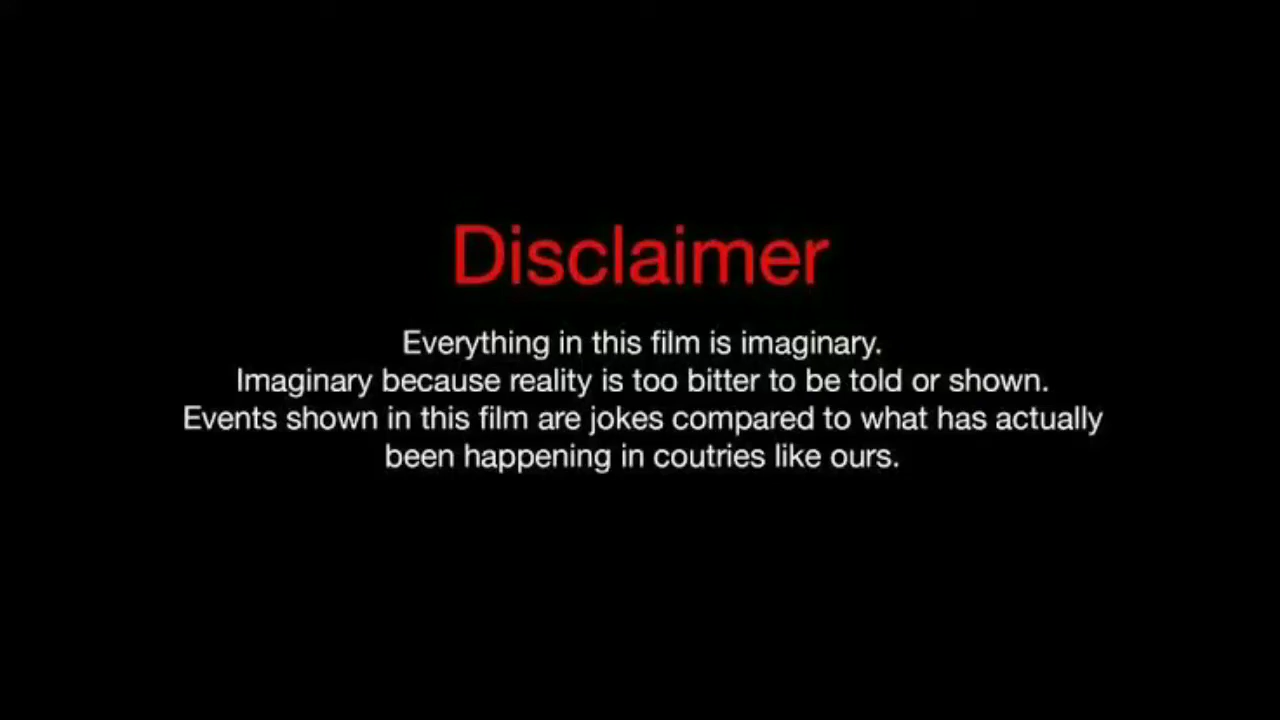 Disclaimer
Everything in this film is imaginary.
Imaginary because reality is too bitter to be told or shown.
Events shown in this film are jokes compared to what has actually
been happening in coutries like ours.